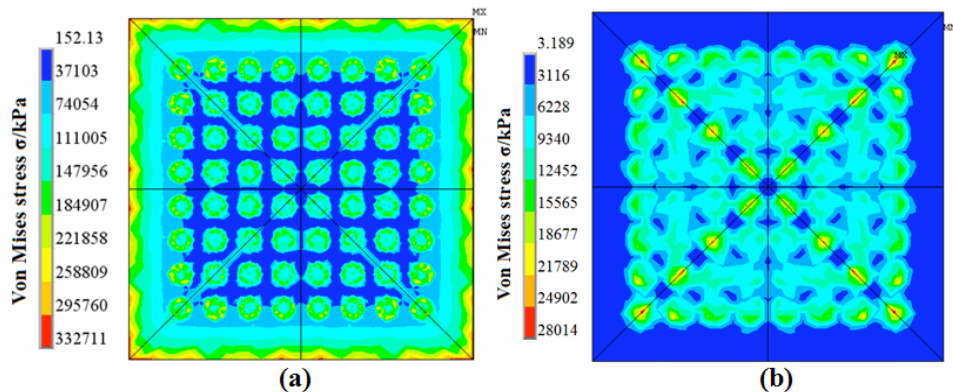 Von Mises stress σ/kPa
152.13
37103
74054
111005
147956
184907
221858
258809
295760
332711
MX
MN
(a)
Von Mises stress σ/kPa
3.189
3116
6228
9340
12452
15565
18677
21789
24902
28014
MX
(b)